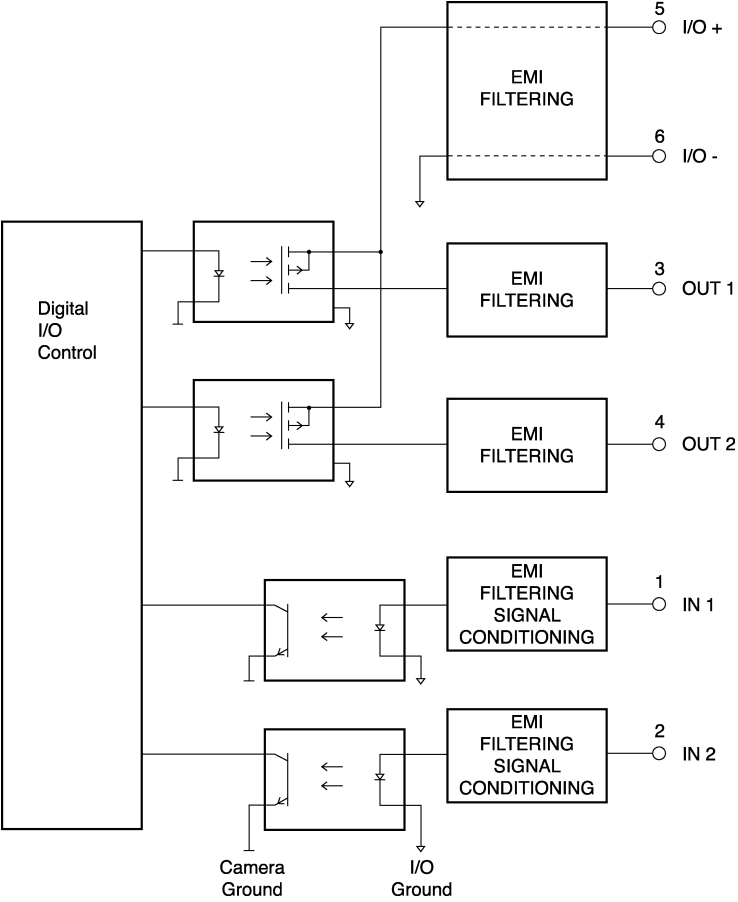 5
I/O +
EMI
FILTERING
6
I/O -
Digital
I/O
Control
EMI
FILTERING
3
OUT 1
EMI
FILTERING
4
OUT 2
EMI
FILTERING
SIGNAL
CONDITIONING
1
IN 1
EMI
FILTERING
SIGNAL
CONDITIONING
2
IN 2
Camera
Ground
I/O
Ground